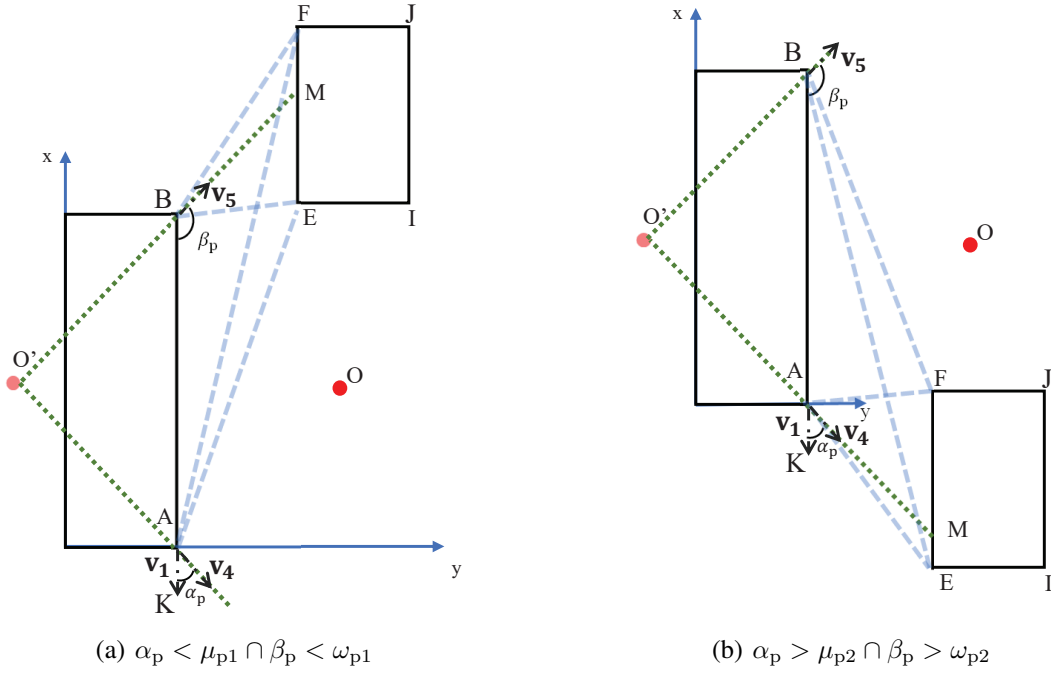 F J
M
x
B v₅
E I
βₚ
O'
O
A
v₁ v₄
y
αₚ
K
(a) αₚ < μₚ₁ ∩ βₚ < ωₚ₁
x
B v₅
βₚ
O'
O
A F J
y
v₁ v₄
αₚ
K
M
E I
(b) αₚ > μₚ₂ ∩ βₚ > ωₚ₂